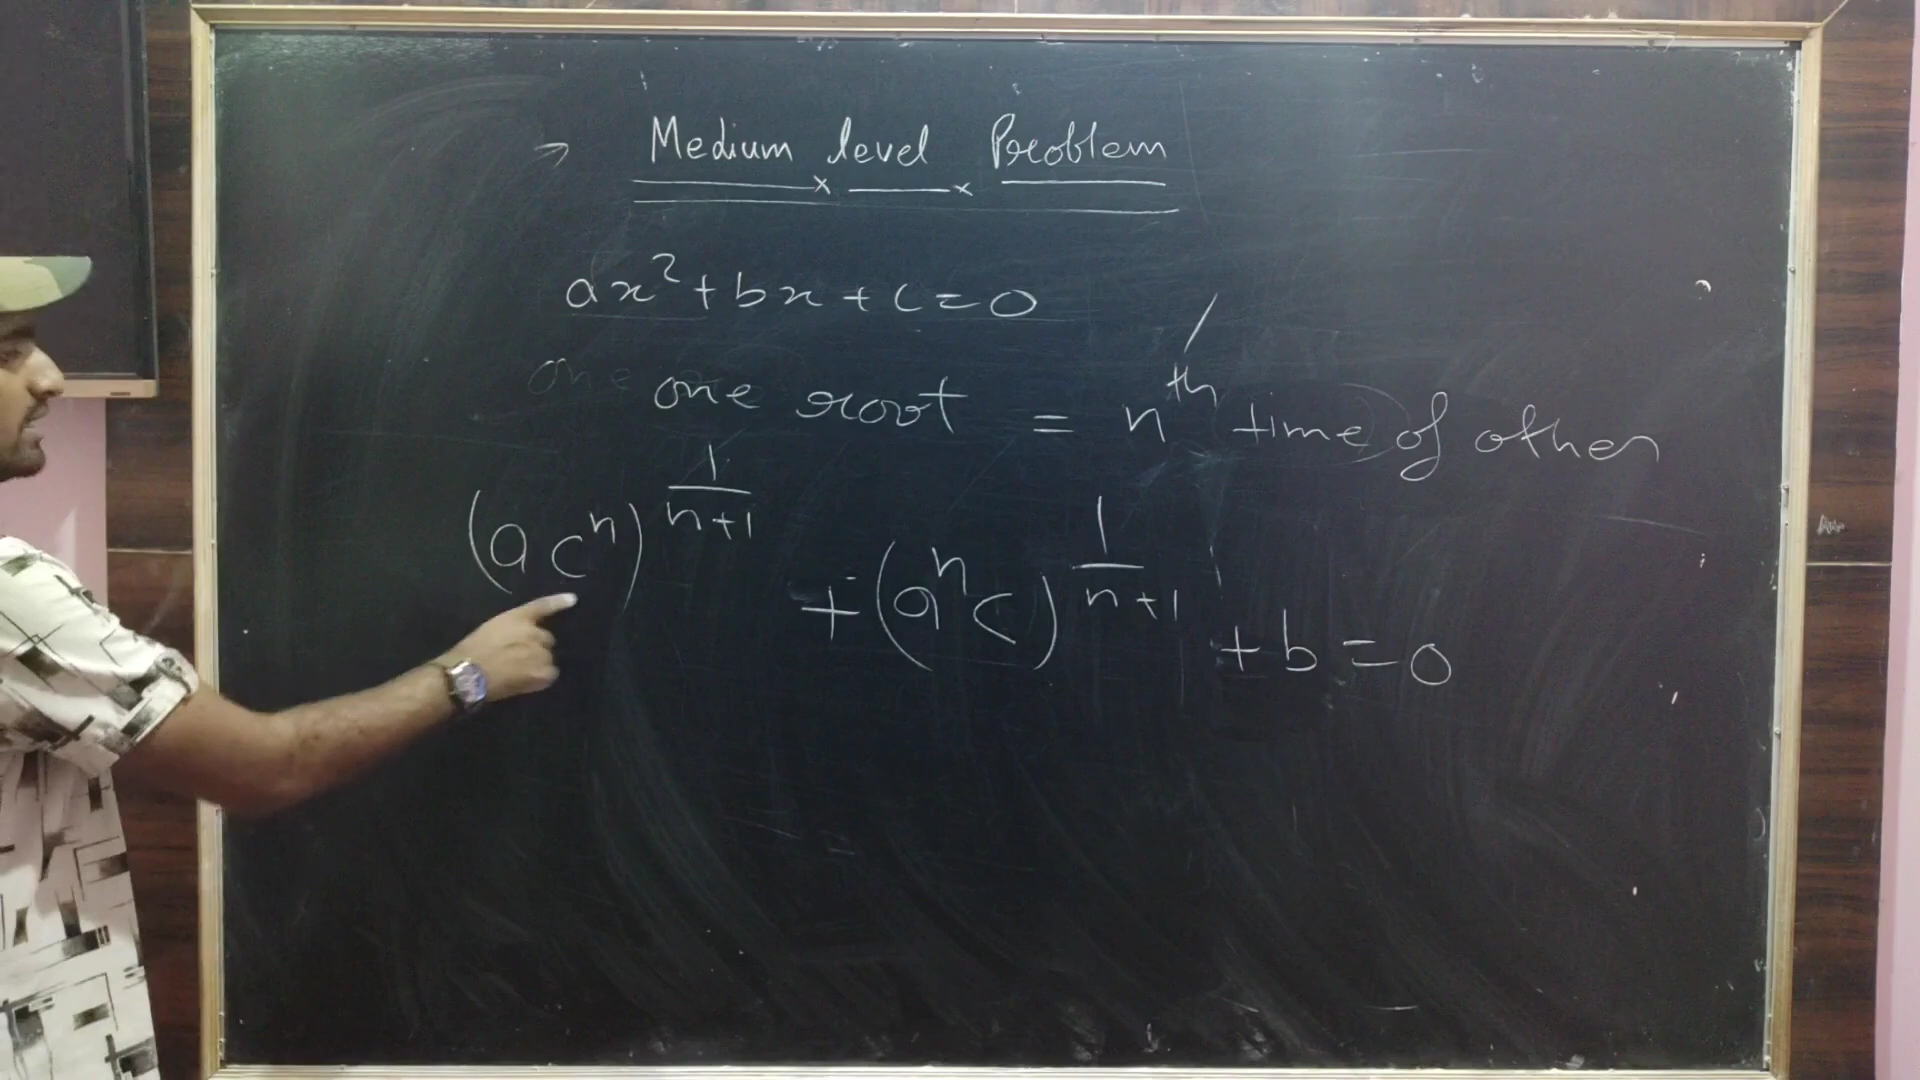 → Medium level Problem
ax²+bx+c=0
one one root = nᵗʰ time of other
(acⁿ)^(1/(n+1)) + (aⁿc)^(1/(n+1)) + b = 0